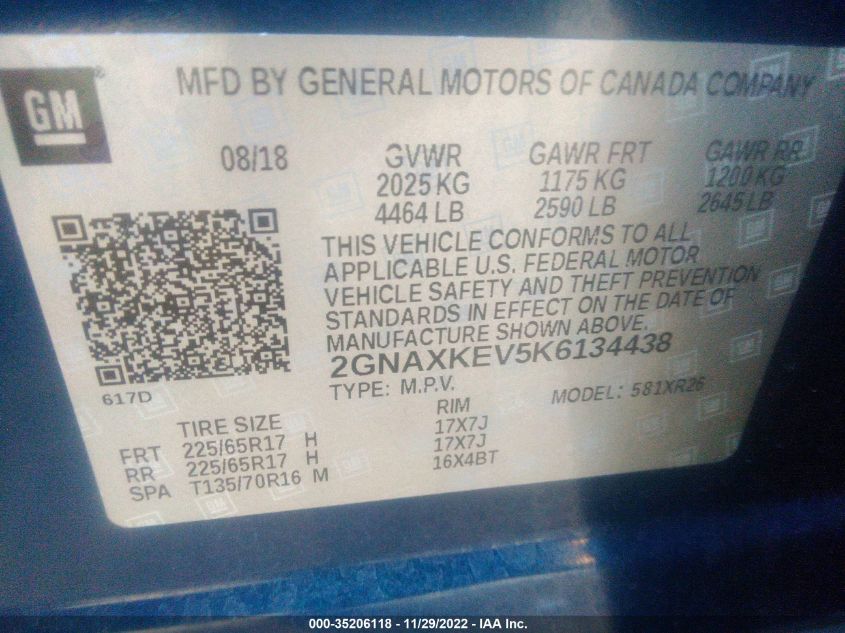 GM
MFD BY GENERAL MOTORS OF CANADA COMPANY
08/18
GVWR GAWR FRT GAWR RR
2025 KG 1175 KG 1200 KG
4464 LB 2590 LB 2645 LB
THIS VEHICLE CONFORMS TO ALL
APPLICABLE U.S. FEDERAL MOTOR
VEHICLE SAFETY AND THEFT PREVENTION
STANDARDS IN EFFECT ON THE DATE OF
MANUFACTURE SHOWN ABOVE.
2GNAXKEV5K6134438
TYPE: M.P.V. MODEL: 581XR26
617D
TIRE SIZE RIM
FRT 225/65R17 H 17X7J
RR 225/65R17 H 17X7J
SPA T135/70R16 M 16X4BT
000-35206118 - 11/29/2022 - IAA Inc.